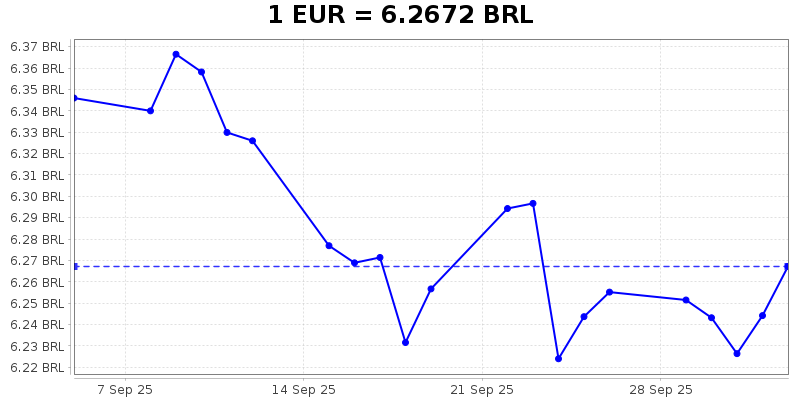 1 EUR = 6.2672 BRL
6.37 BRL
6.36 BRL
6.35 BRL
6.34 BRL
6.33 BRL
6.32 BRL
6.31 BRL
6.30 BRL
6.29 BRL
6.28 BRL
6.27 BRL
6.26 BRL
6.25 BRL
6.24 BRL
6.23 BRL
6.22 BRL
7 Sep 25 14 Sep 25 21 Sep 25 28 Sep 25